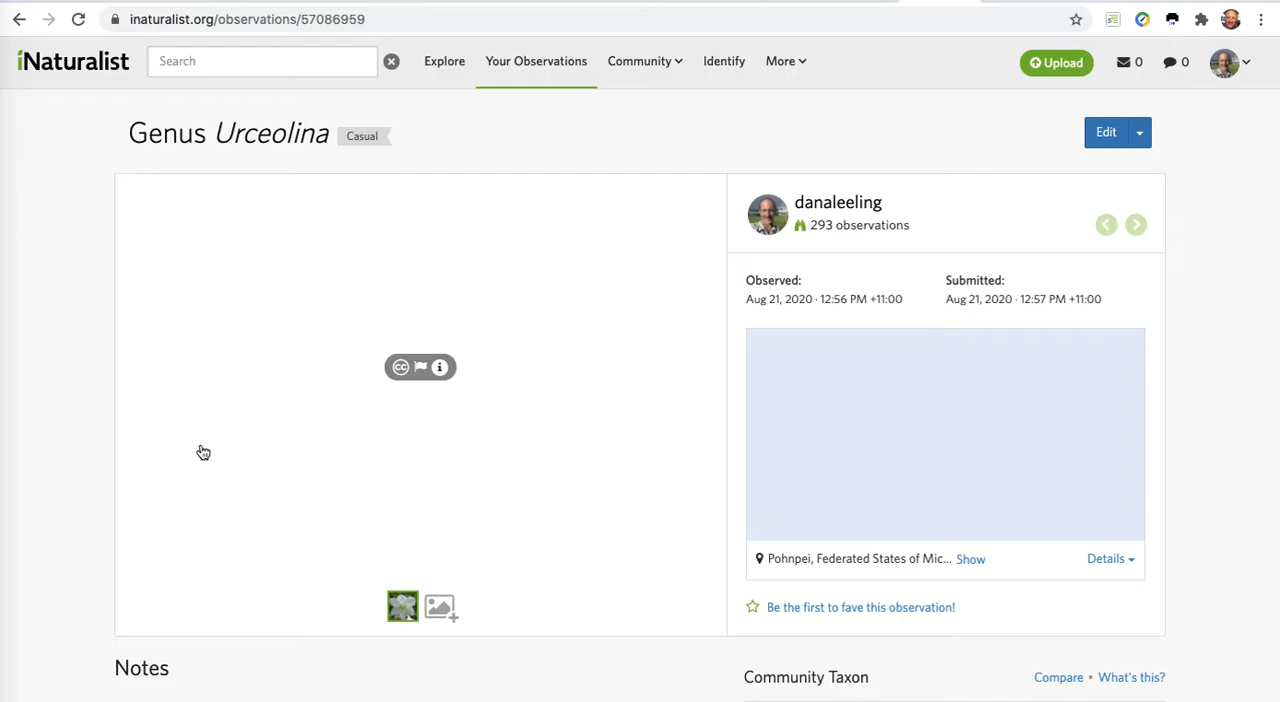 inaturalist.org/observations/57086959
iNaturalist Search Explore Your Observations Community Identify More Upload 0 0
Genus Urceolina Casual Edit
danaleeling
293 observations
Observed: Submitted:
Aug 21, 2020 · 12:56 PM +11:00 Aug 21, 2020 · 12:57 PM +11:00
CC i
Pohnpei, Federated States of Mic... Show Details
Be the first to fave this observation!
Notes
Community Taxon Compare • What's this?